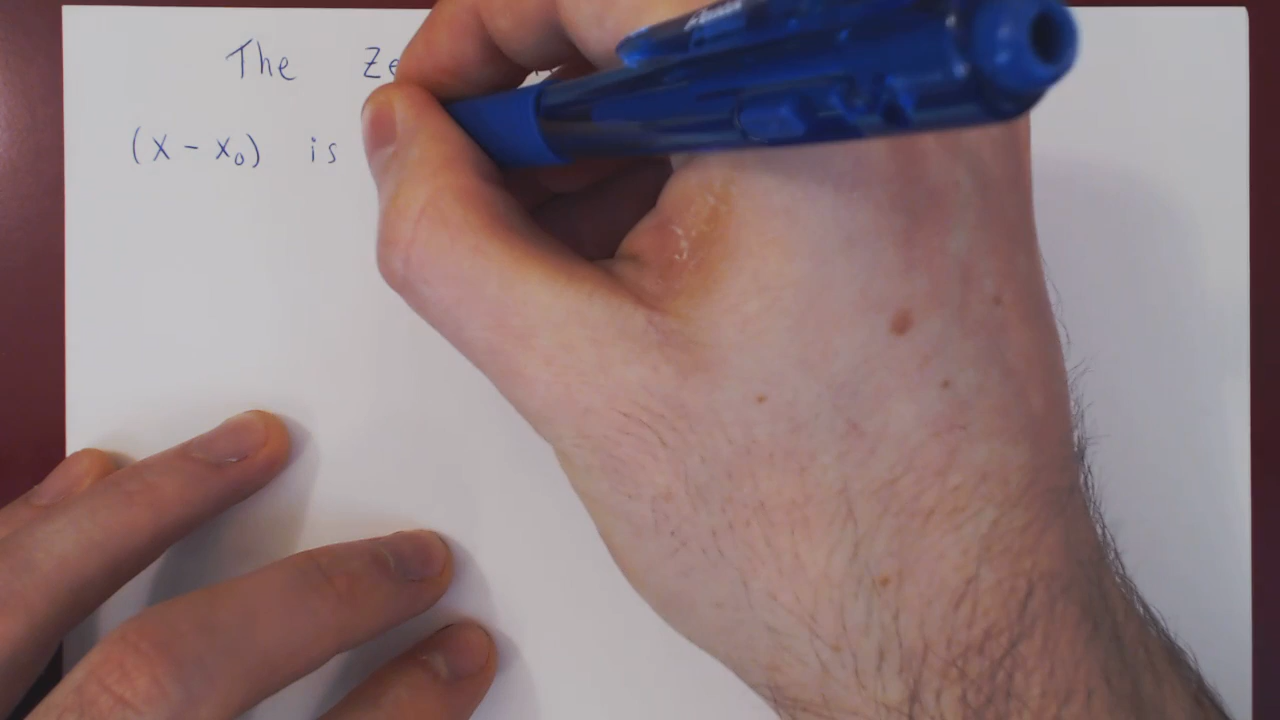 The Ze
(x - x₀) is